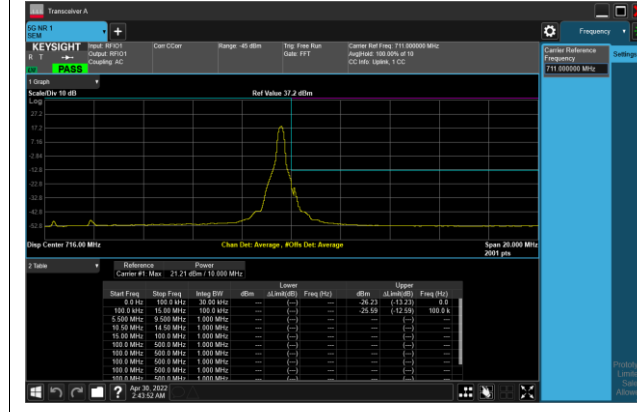 Transceiver A
5G NR 1
SEM
Frequency
KEYSIGHT Input: RFIO1 Corr CCorr Range: -45 dBm Trig: Free Run Carrier Ref Freq: 711.000000 MHz
R T Output: RFIO1 Gate: FFT Avg|Hold: 100.00% of 10
Coupling: AC CC Info: Uplink, 1 CC
PASS
Carrier Reference Frequency
711.000000 MHz
Settings
1 Graph
Scale/Div 10 dB Ref Value 37.2 dBm
Log
27.2
17.2
7.16
-2.84
-12.8
-22.8
-32.8
-42.8
-52.8
Disp Center 716.00 MHz Chan Det: Average , #Offs Det: Average Span 20.000 MHz
2001 pts
2 Table
Reference Power
Carrier #1 Max 21.21 dBm / 10.000 MHz
Lower Upper
Start Freq Stop Freq Integ BW dBm ΔLimit(dB) Freq (Hz) dBm ΔLimit(dB) Freq (Hz)
0.0 Hz 100.0 kHz 30.00 kHz --- (---) --- -26.23 (-13.23) 0.0
100.0 kHz 15.00 MHz 100.0 kHz --- (---) --- -25.59 (-12.59) 100.0 k
5.500 MHz 9.500 MHz 1.000 MHz --- (---) --- --- (---) ---
10.50 MHz 14.50 MHz 1.000 MHz --- (---) --- --- (---) ---
15.00 MHz 100.0 MHz 1.000 MHz --- (---) --- --- (---) ---
100.0 MHz 500.0 MHz 1.000 MHz --- (---) --- --- (---) ---
100.0 MHz 500.0 MHz 1.000 MHz --- (---) --- --- (---) ---
100.0 MHz 500.0 MHz 1.000 MHz --- (---) --- --- (---) ---
100.0 MHz 500.0 MHz 1.000 MHz --- (---) --- --- (---) ---
Apr 30, 2022
2:43:52 AM